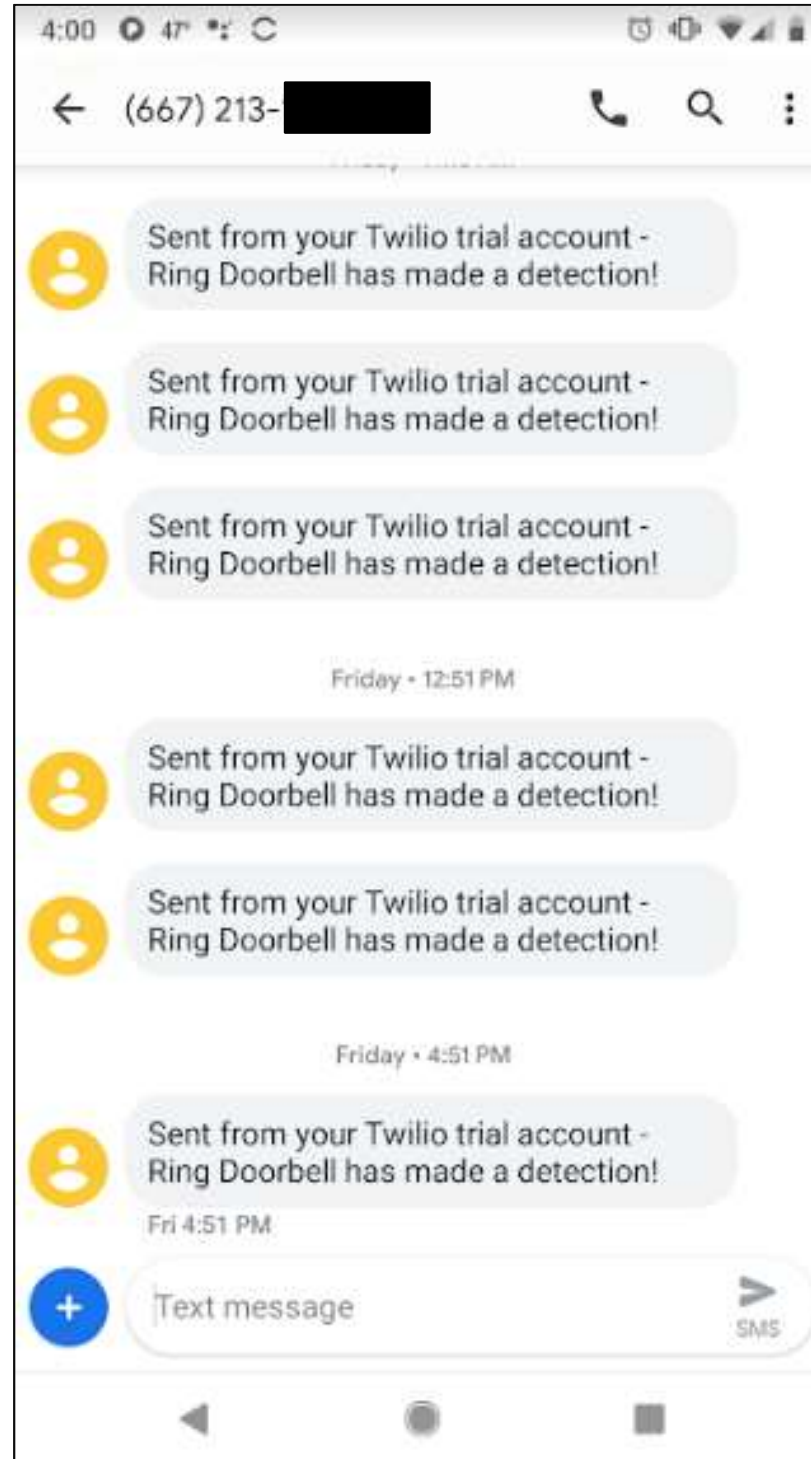 4:00 47°
(667) 213-
Sent from your Twilio trial account -
Ring Doorbell has made a detection!
Sent from your Twilio trial account -
Ring Doorbell has made a detection!
Sent from your Twilio trial account -
Ring Doorbell has made a detection!
Friday • 12:51 PM
Sent from your Twilio trial account -
Ring Doorbell has made a detection!
Sent from your Twilio trial account -
Ring Doorbell has made a detection!
Friday • 4:51 PM
Sent from your Twilio trial account -
Ring Doorbell has made a detection!
Fri 4:51 PM
Text message
SMS